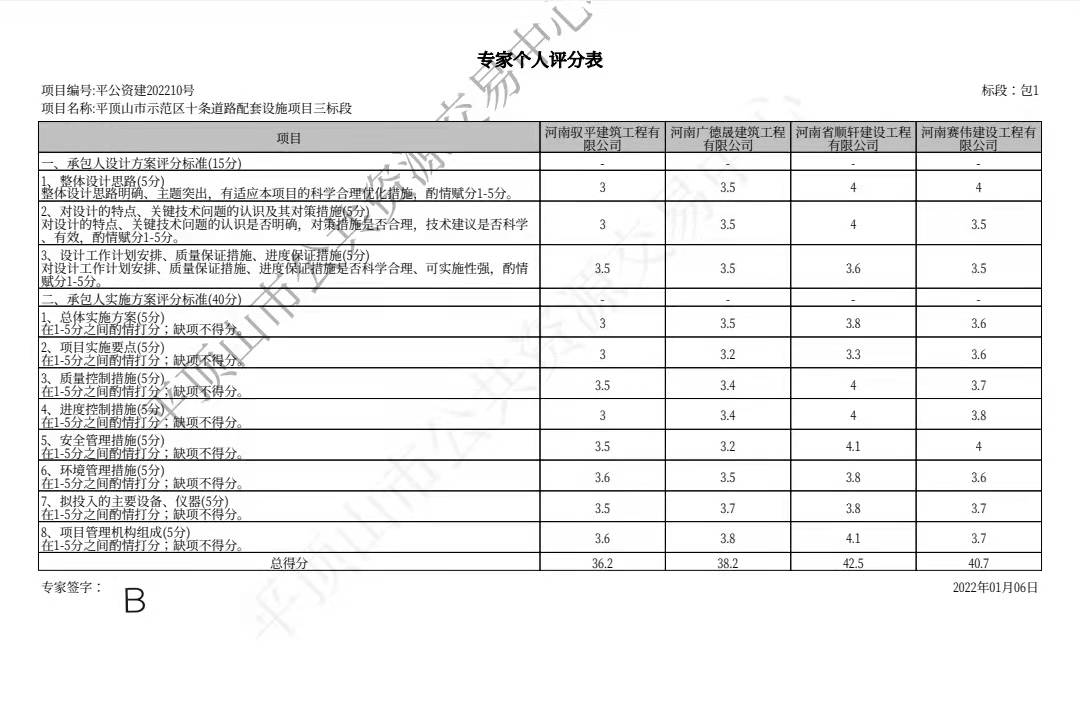 专家个人评分表
项目编号:平公资建202210号 标段：包1
项目名称:平顶山市示范区十条道路配套设施项目三标段
项目 河南驭平建筑工程有限公司 河南广德晟建筑工程有限公司 河南省顺轩建设工程有限公司 河南赛伟建设工程有限公司
一、承包人设计方案评分标准(15分) - - - -
1、整体设计思路(5分)
整体设计思路明确、主题突出，有适应本项目的科学合理优化措施，酌情赋分1-5分。 3 3.5 4 4
2、对设计的特点、关键技术问题的认识及其对策措施(5分)
对设计的特点、关键技术问题的认识是否明确，对策措施是否合理，技术建议是否科学
、有效，酌情赋分1-5分。 3 3.5 4 3.5
3、设计工作计划安排、质量保证措施、进度保证措施(5分)
对设计工作计划安排、质量保证措施、进度保证措施是否科学合理、可实施性强，酌情
赋分1-5分。 3.5 3.5 3.6 3.5
二、承包人实施方案评分标准(40分) - - - -
1、总体实施方案(5分)
在1-5分之间酌情打分；缺项不得分。 3 3.5 3.8 3.6
2、项目实施要点(5分)
在1-5分之间酌情打分；缺项不得分。 3 3.2 3.3 3.6
3、质量控制措施(5分)
在1-5分之间酌情打分；缺项不得分。 3.5 3.4 4 3.7
4、进度控制措施(5分)
在1-5分之间酌情打分；缺项不得分。 3 3.4 4 3.8
5、安全管理措施(5分)
在1-5分之间酌情打分；缺项不得分。 3.5 3.2 4.1 4
6、环境管理措施(5分)
在1-5分之间酌情打分；缺项不得分。 3.6 3.5 3.8 3.6
7、拟投入的主要设备、仪器(5分)
在1-5分之间酌情打分；缺项不得分。 3.5 3.7 3.8 3.7
8、项目管理机构组成(5分)
在1-5分之间酌情打分；缺项不得分。 3.6 3.8 4.1 3.7
总得分 36.2 38.2 42.5 40.7
专家签字： B 2022年01月06日
平顶山市公共资源交易中心
平顶山市公共资源交易中心